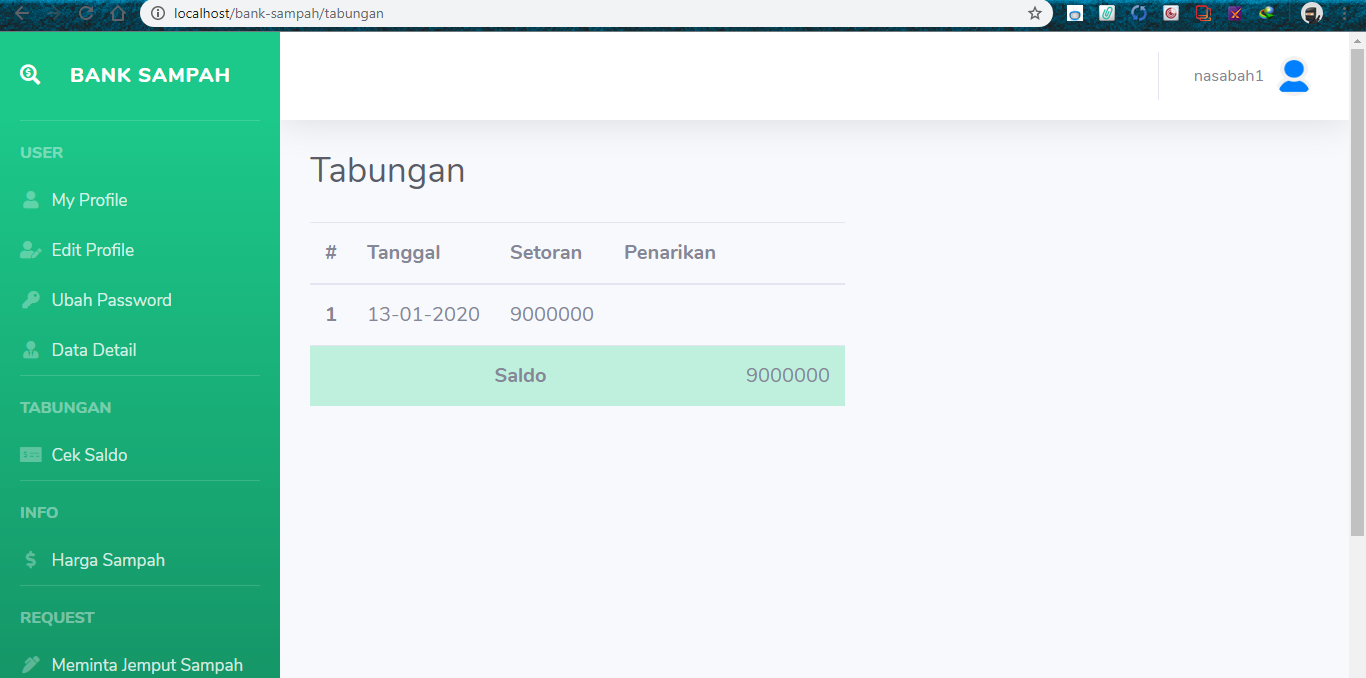 localhost/bank-sampah/tabungan
BANK SAMPAH
nasabah1
USER
My Profile
Edit Profile
Ubah Password
Data Detail
TABUNGAN
Cek Saldo
INFO
Harga Sampah
REQUEST
Meminta Jemput Sampah
Tabungan
# Tanggal Setoran Penarikan
1 13-01-2020 9000000
Saldo 9000000